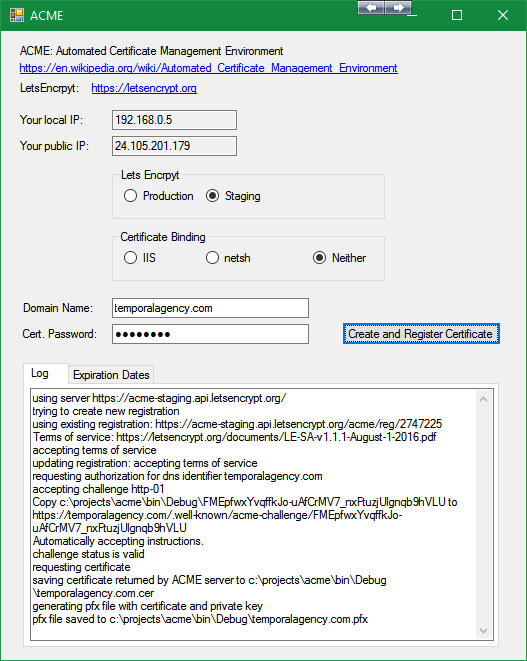 ACME
ACME: Automated Certificate Management Environment
https://en.wikipedia.org/wiki/Automated_Certificate_Management_Environment
LetsEncrpyt: https://letsencrypt.org
Your local IP: 192.168.0.5
Your public IP: 24.105.201.179
Lets Encrpyt
Production Staging
Certificate Binding
IIS netsh Neither
Domain Name: temporalagency.com
Cert. Password: ●●●●●●●● Create and Register Certificate
Log Expiration Dates
using server https://acme-staging.api.letsencrypt.org/
trying to create new registration
using existing registration: https://acme-staging.api.letsencrypt.org/acme/reg/2747225
Terms of service: https://letsencrypt.org/documents/LE-SA-v1.1.1-August-1-2016.pdf
accepting terms of service
updating registration: accepting terms of service
requesting authorization for dns identifier temporalagency.com
accepting challenge http-01
Copy c:\projects\acme\bin\Debug\FMEpfwxYvqffkJo-uAfCrMV7_nxRtuzjUlgnqb9hVLU to
https://temporalagency.com/.well-known/acme-challenge/FMEpfwxYvqffkJo-
uAfCrMV7_nxRtuzjUlgnqb9hVLU
Automatically accepting instructions.
challenge status is valid
requesting certificate
saving certificate returned by ACME server to c:\projects\acme\bin\Debug
\temporalagency.com.cer
generating pfx file with certificate and private key
pfx file saved to c:\projects\acme\bin\Debug\temporalagency.com.pfx